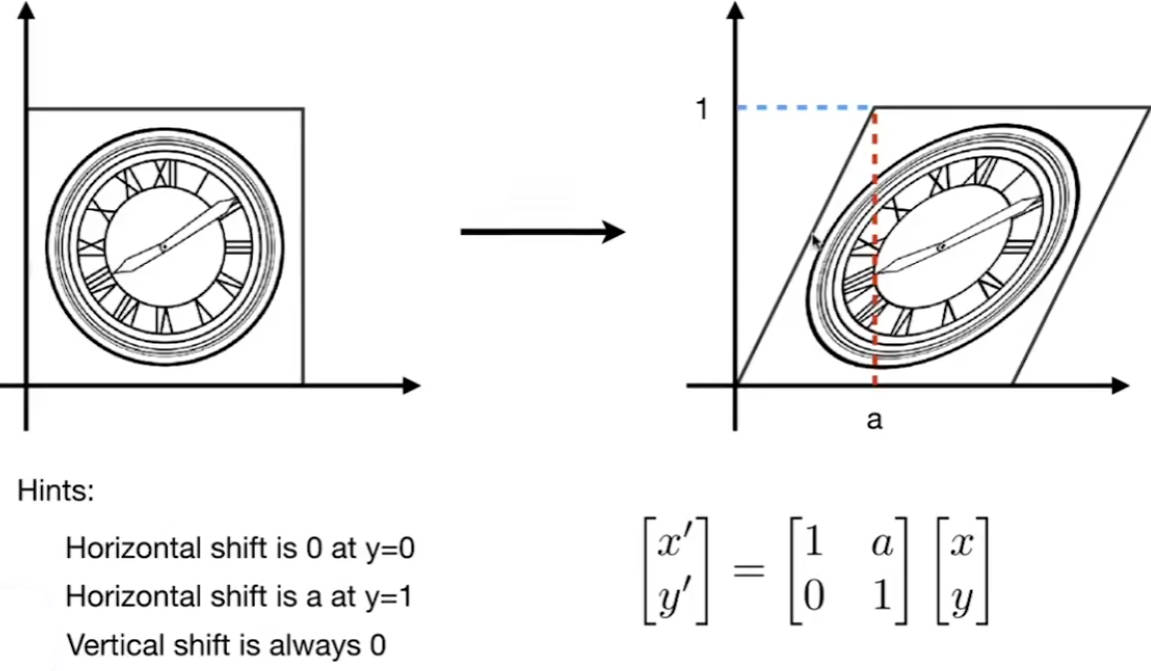 1
a
Hints:
Horizontal shift is 0 at y=0
Horizontal shift is a at y=1
Vertical shift is always 0
[x′ y′] = [1 a 0 1] [x y]